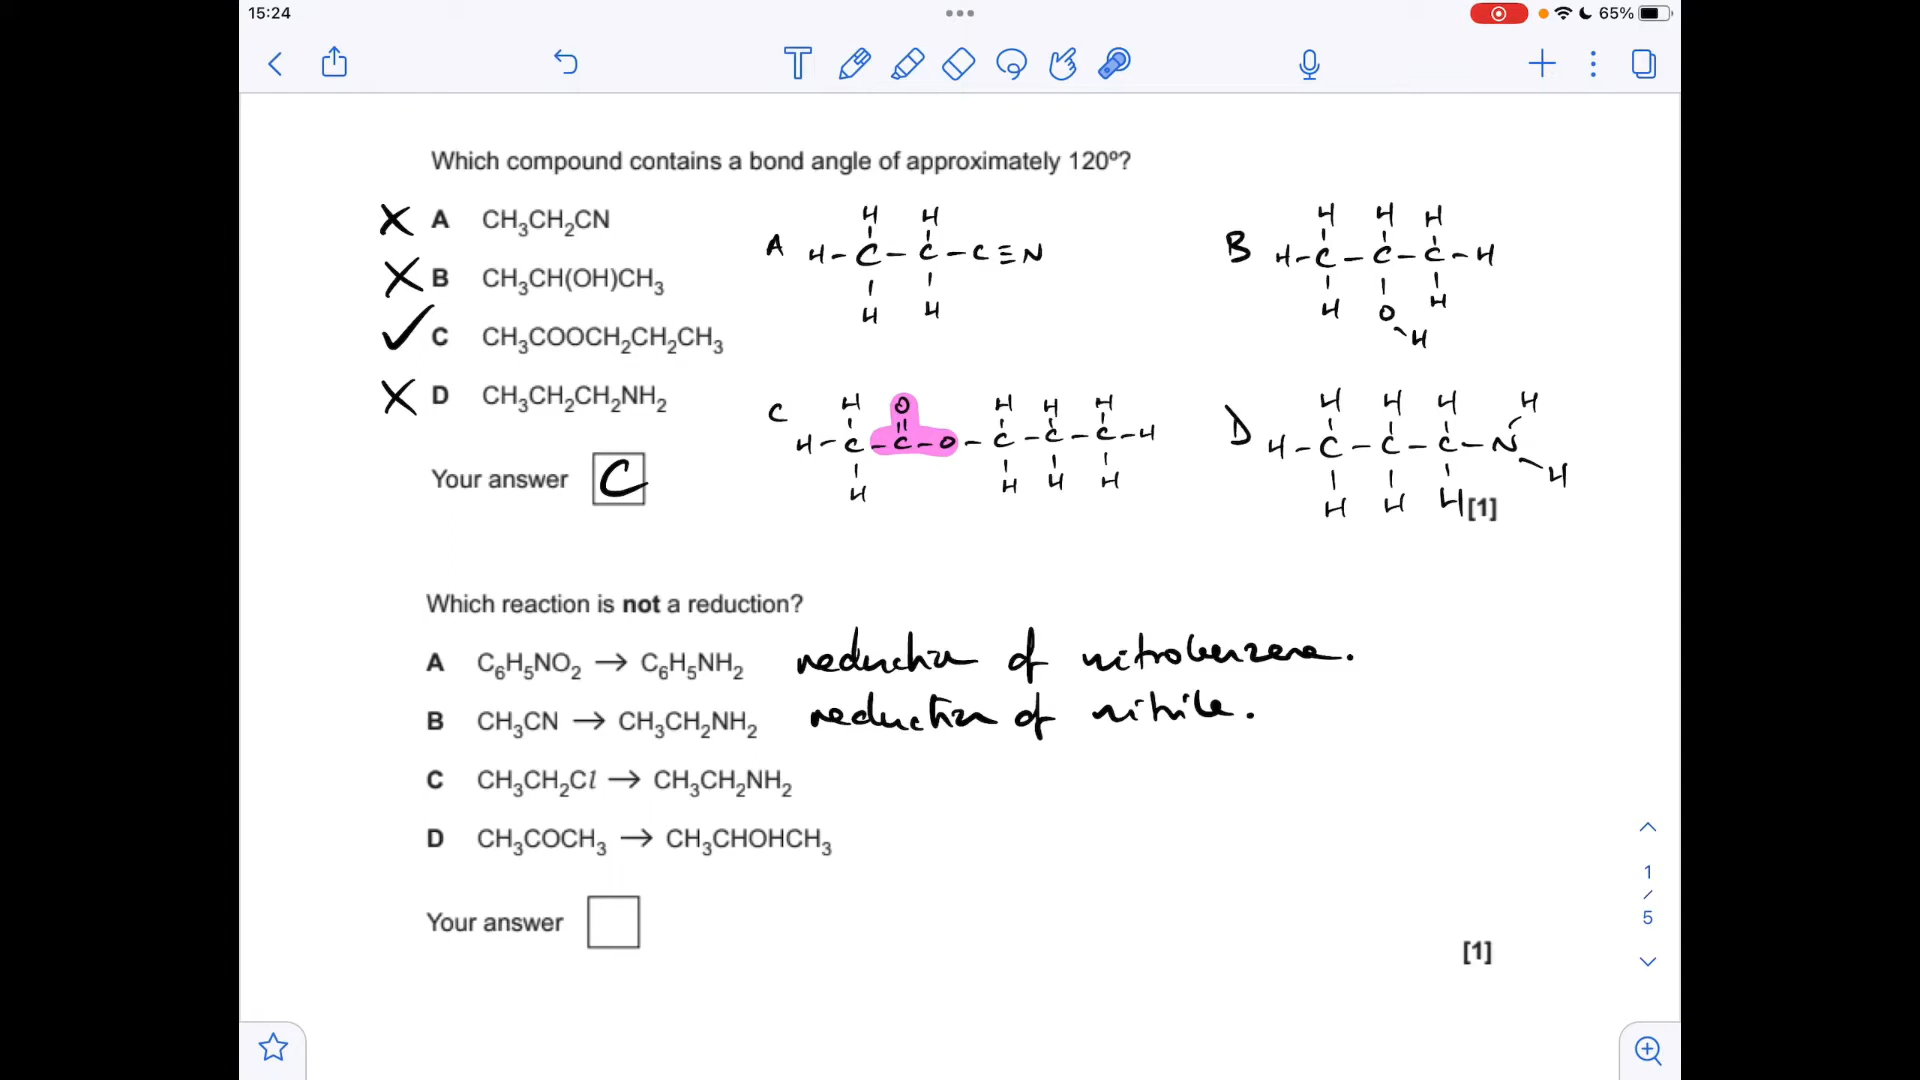 15:24
65%
Which compound contains a bond angle of approximately 120º?
A CH₃CH₂CN
B CH₃CH(OH)CH₃
C CH₃COOCH₂CH₂CH₃
D CH₃CH₂CH₂NH₂
Your answer C
A
H H
H-C-C-C≡N
H H
B
H H H
H-C-C-C-H
H O H
H
C
H O H H H
H-C-C-O-C-C-C-H
H H H H
D
H H H H
H-C-C-C-N
H
H H H
[1]
Which reaction is not a reduction?
A C₆H₅NO₂ → C₆H₅NH₂ reduction of nitrobenzene.
B CH₃CN → CH₃CH₂NH₂ reduction of nitrile.
C CH₃CH₂Cl → CH₃CH₂NH₂
D CH₃COCH₃ → CH₃CHOHCH₃
Your answer
[1]
1
/
5